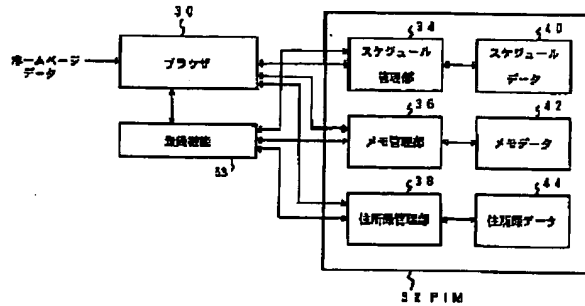 30
34
40
ホームページ
データ
ブラウザ
スケジュール
管理部
スケジュール
データ
36
42
登録機能
メモ管理部
メモデータ
33
38
44
住所録管理部
住所録データ
32 PIM